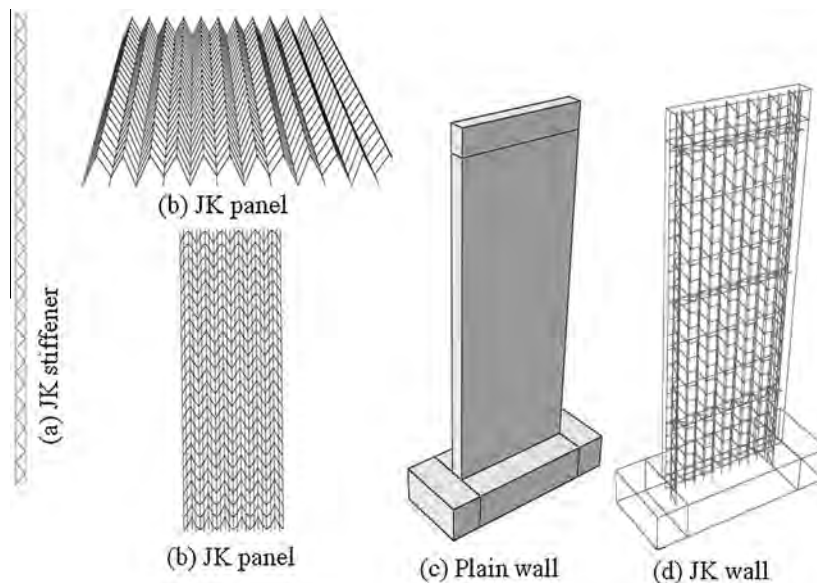 (a) JK stiffener
(b) JK panel
(b) JK panel
(c) Plain wall
(d) JK wall